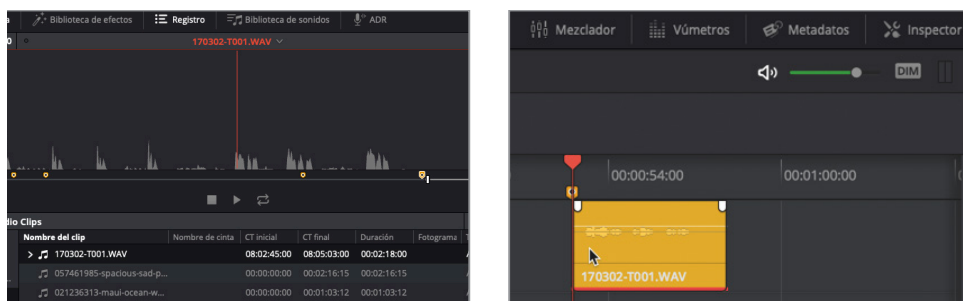 Biblioteca de efectos Registro Biblioteca de sonidos ADR
170302-T001.WAV
Clips
Nombre del clip Nombre de cinta CT inicial CT final Duración Fotograma
170302-T001.WAV 08:02:45:00 08:05:03:00 00:02:18:00
057461985-spacious-sad-p... 00:00:00:00 00:02:16:15 00:02:16:15
021236313-maui-ocean-w... 00:00:00:00 00:01:03:12 00:01:03:12
Mezclador Vúmetros Metadatos Inspector
DIM
00:00:54:00 00:01:00:00
170302-T001.WAV